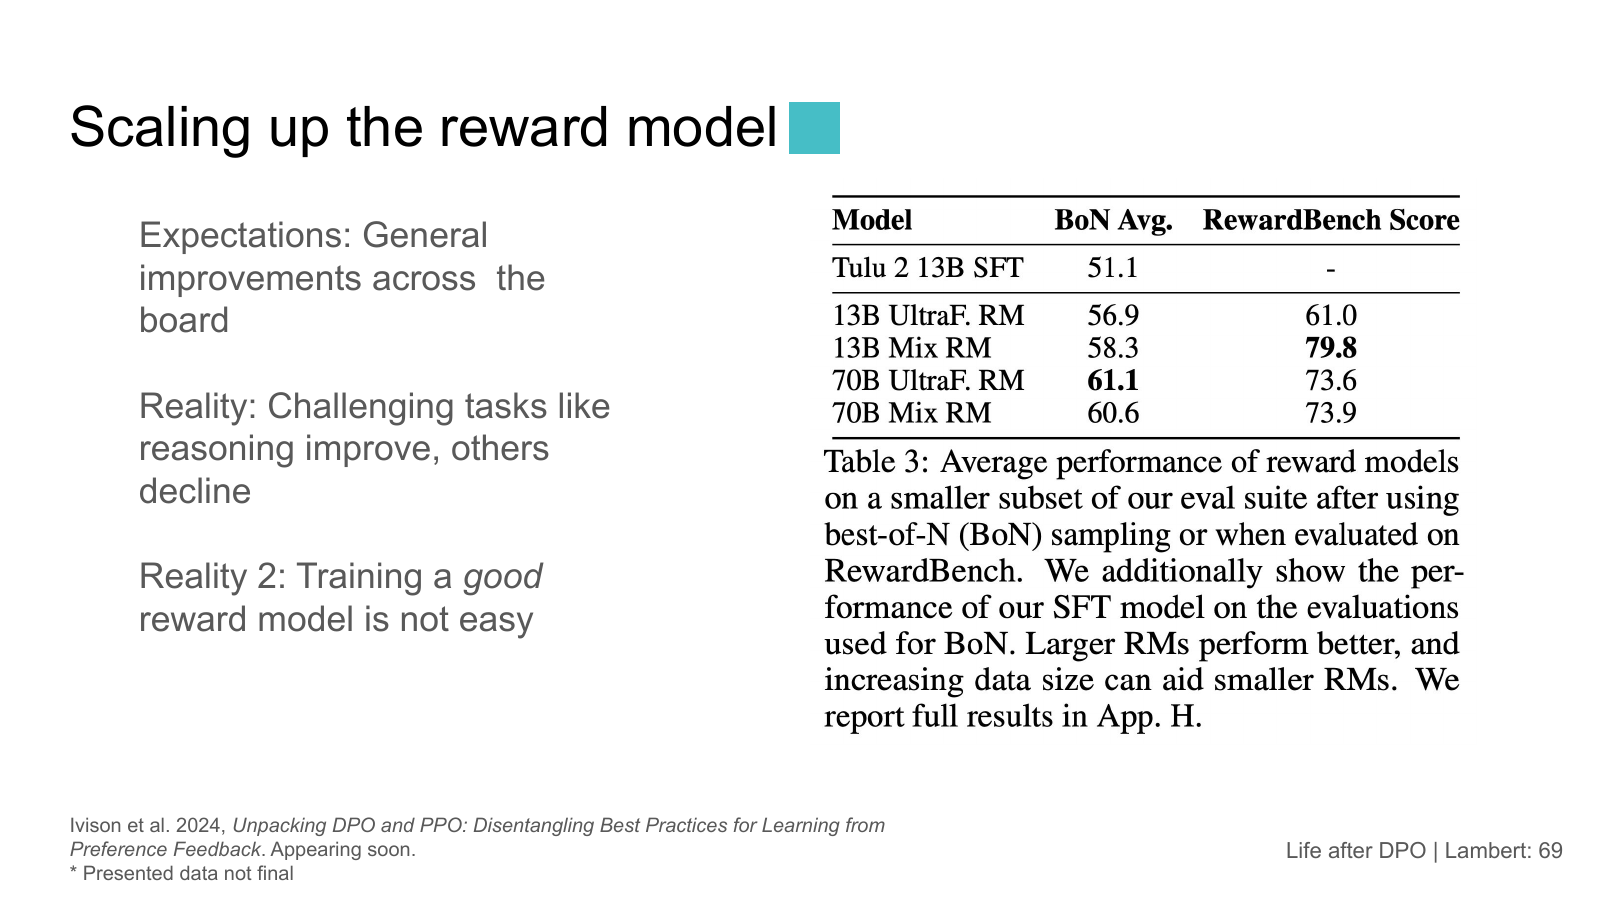 Scaling up the reward model
Expectations: General
improvements across  the
board
Reality: Challenging tasks like
reasoning improve, others
decline
Reality 2: Training a good
reward model is not easy
Model BoN Avg. RewardBench Score
Tulu 2 13B SFT 51.1 -
13B UltraF. RM 56.9 61.0
13B Mix RM 58.3 79.8
70B UltraF. RM 61.1 73.6
70B Mix RM 60.6 73.9
Table 3: Average performance of reward models
on a smaller subset of our eval suite after using
best-of-N (BoN) sampling or when evaluated on
RewardBench. We additionally show the per-
formance of our SFT model on the evaluations
used for BoN. Larger RMs perform better, and
increasing data size can aid smaller RMs. We
report full results in App. H.
Ivison et al. 2024, Unpacking DPO and PPO: Disentangling Best Practices for Learning from
Preference Feedback. Appearing soon.
* Presented data not final
Life after DPO | Lambert: 69